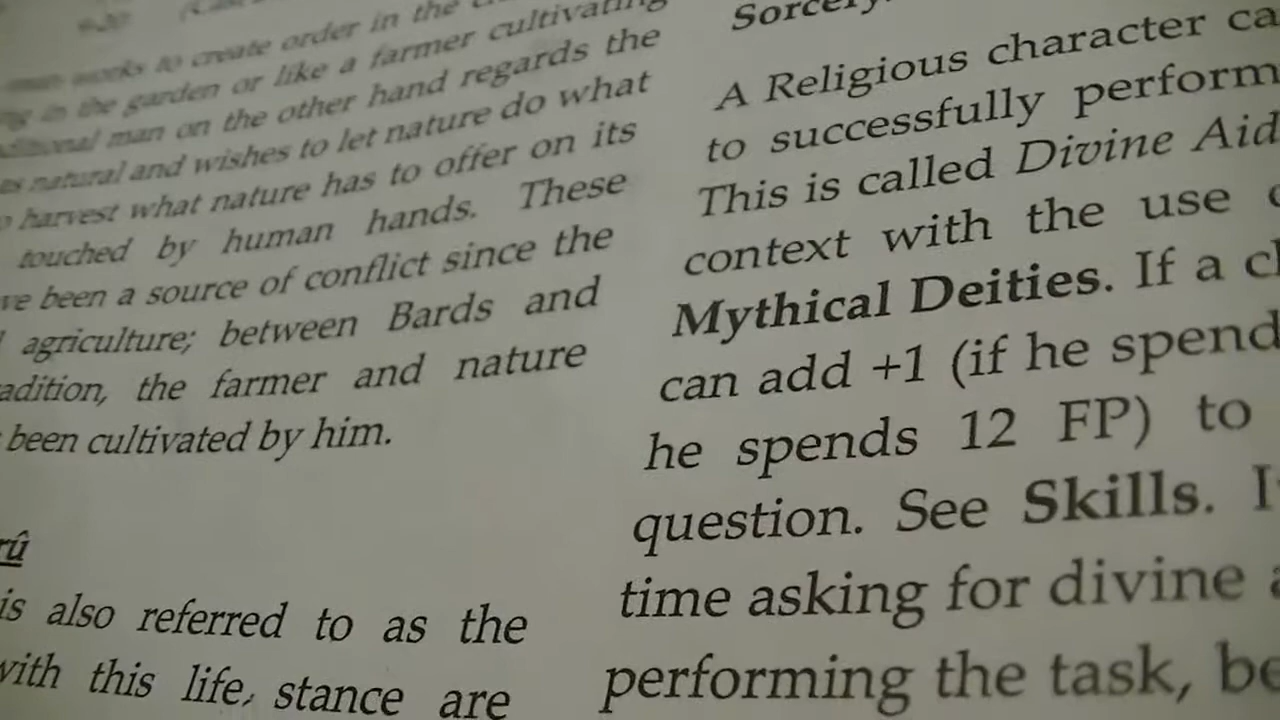 works to create order in the
in the garden or like a farmer cultivating
man on the other hand regards the
as natural and wishes to let nature do what
harvest what nature has to offer on its
touched by human hands. These
ve been a source of conflict since the
agriculture; between Bards and
adition, the farmer and nature
been cultivated by him.
rû
is also referred to as the
with this life, stance are
Sorcery.
A Religious character ca
to successfully perform
This is called Divine Aid
context with the use
Mythical Deities. If a cl
can add +1 (if he spend
he spends 12 FP) to
question. See Skills. I
time asking for divine a
performing the task, be